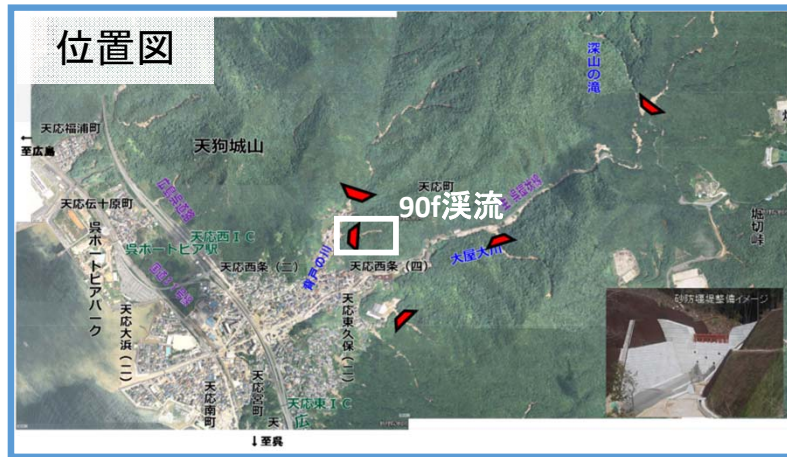 位置図
深山の滝
天応福浦町
←
至広島
天狗城山
天応町
天応伝十原町
90f渓流
天応西IC
呉ポートピア駅
堀切峠
天応西条(三)
天応西条(四)
大屋大川
呉ポートピアパーク
天応大浜(二)
天応東久保(二)
砂防堰堤整備イメージ
天応宮町
天応南町
天応東IC
↓至呉